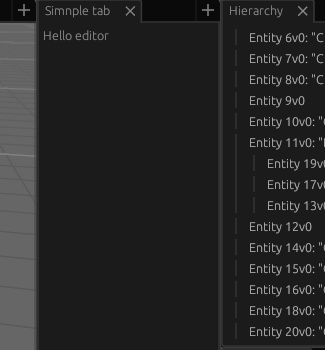 Simnple tab
Hello editor
Hierarchy
Entity 6v0: "C
Entity 7v0: "C
Entity 8v0: "C
Entity 9v0
Entity 10v0: "
Entity 11v0: "
Entity 19v
Entity 17v
Entity 13v
Entity 12v0
Entity 14v0: "C
Entity 15v0: "
Entity 16v0: "
Entity 18v0: "
Entity 20v0: "